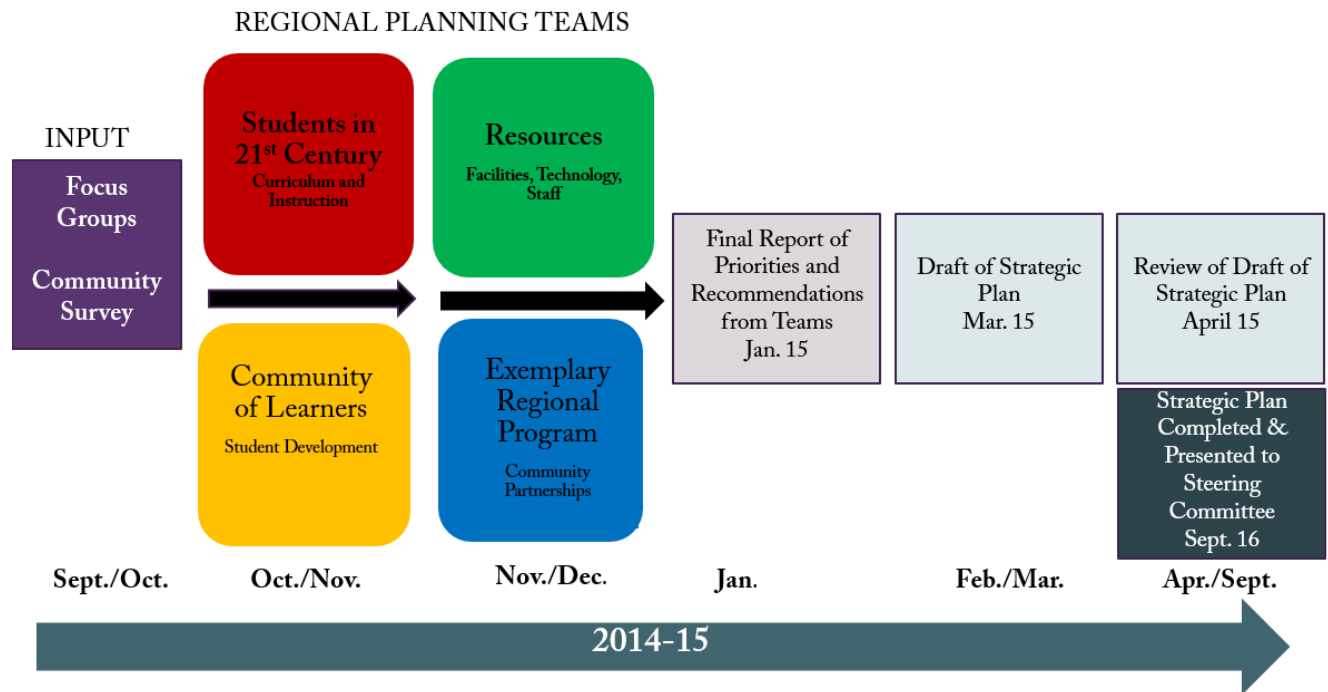 REGIONAL PLANNING TEAMS
INPUT
Focus
Groups
Community
Survey
Students in
21st Century
Curriculum and
Instruction
Community
of Learners
Student Development
Resources
Facilities, Technology,
Staff
Exemplary
Regional
Program
Community
Partnerships
Final Report of
Priorities and
Recommendations
from Teams
Jan. 15
Draft of Strategic
Plan
Mar. 15
Review of Draft of
Strategic Plan
April 15
Strategic Plan
Completed &
Presented to
Steering
Committee
Sept. 16
Sept./Oct.
Oct./Nov.
Nov./Dec.
Jan.
Feb./Mar.
Apr./Sept.
2014-15